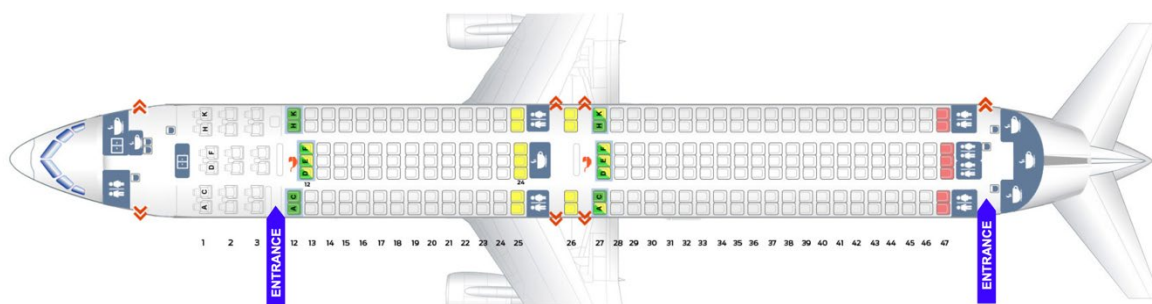 K K K
H H H
F F F
D E E
D D
12 24
C C C
A A A
1 2 3 12 13 14 15 16 17 18 19 20 21 22 23 24 25 26 27 28 29 30 31 32 33 34 35 36 37 38 39 40 41 42 43 44 45 46 47
ENTRANCE ENTRANCE